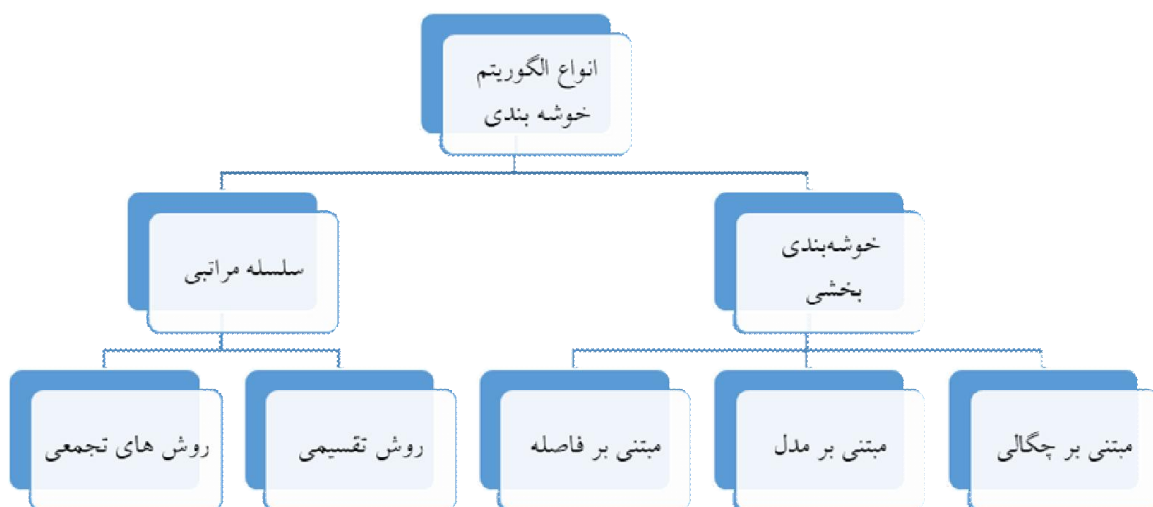 انواع الگوریتم
خوشه بندی
خوشه‌بندی
بخشی
سلسله مراتبی
مبتنی بر چگالی
مبتنی بر مدل
مبتنی بر فاصله
روش تقسیمی
روش های تجمعی